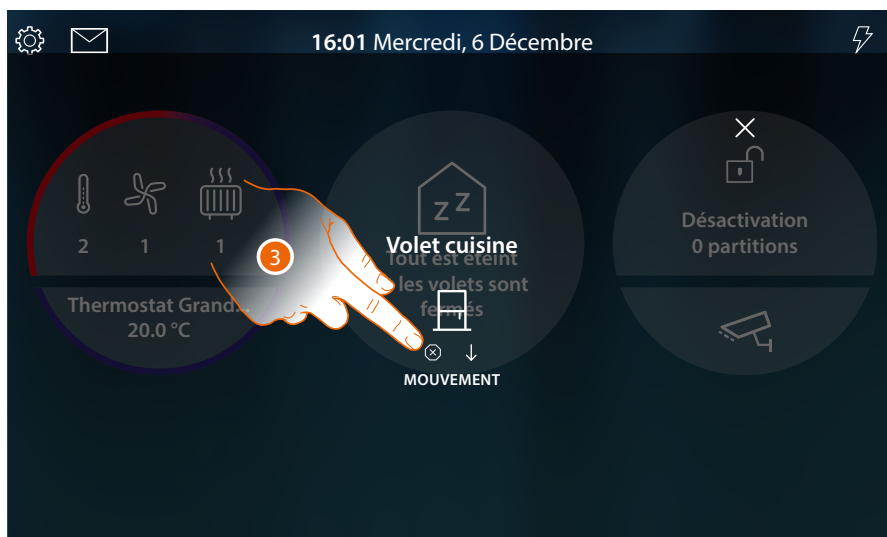 16:01 Mercredi, 6 Décembre
2 1 1
Thermostat Grand...
20.0 °C
3
Volet cuisine
Tout est éteint
les volets sont
fermés
MOUVEMENT
z Z
Désactivation
0 partitions